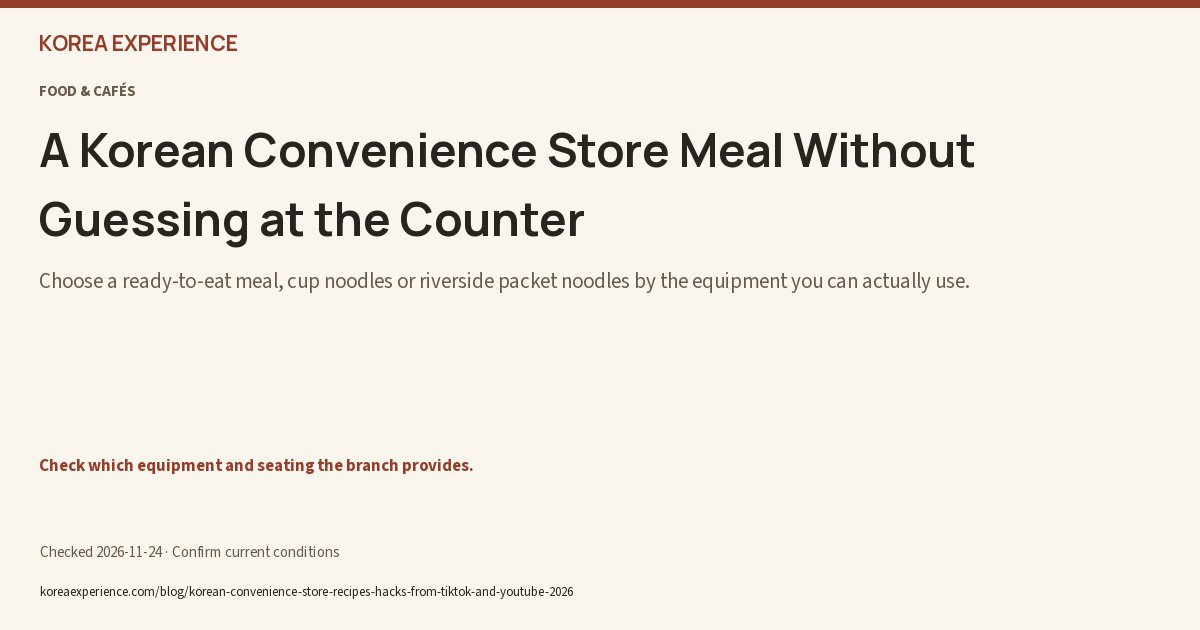 KOREA EXPERIENCE
FOOD & CAFÉS
A Korean Convenience Store Meal Without
Guessing at the Counter
Choose a ready-to-eat meal, cup noodles or riverside packet noodles by the equipment you can actually use.
Check which equipment and seating the branch provides.
Checked 2026-11-24 · Confirm current conditions
koreaexperience.com/blog/korean-convenience-store-recipes-hacks-from-tiktok-and-youtube-2026